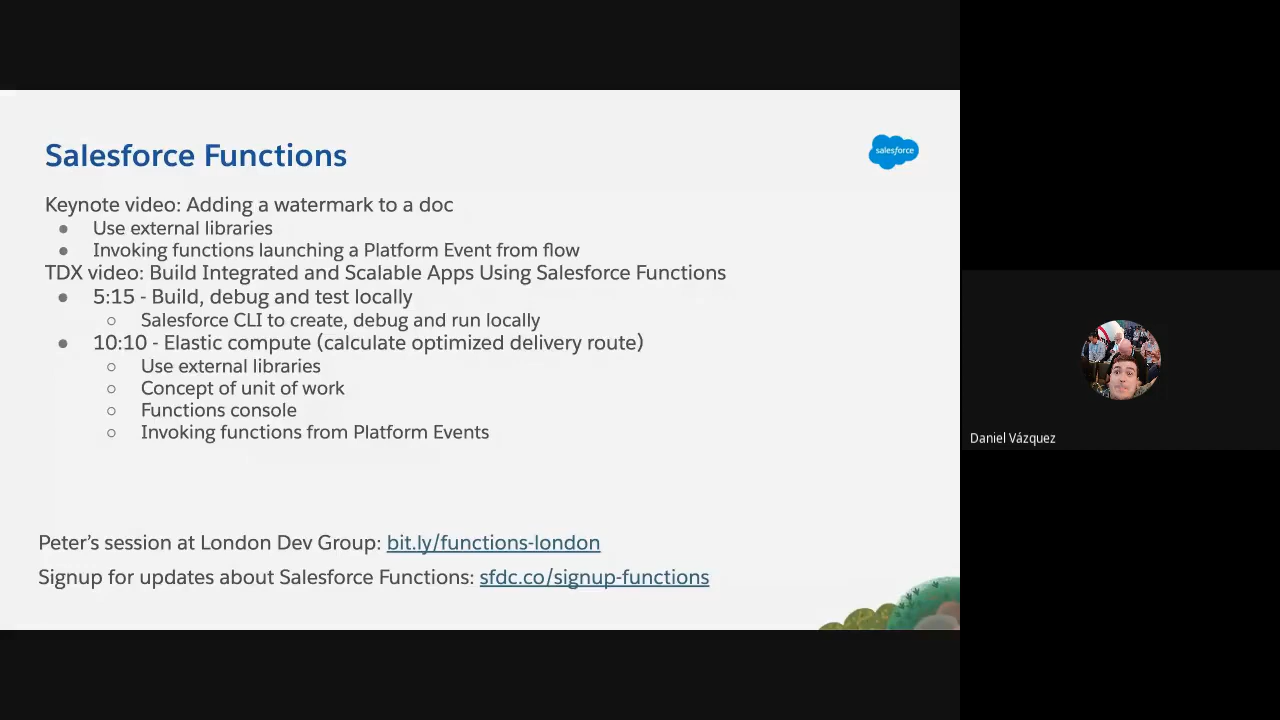 Salesforce Functions
salesforce
Keynote video: Adding a watermark to a doc
● Use external libraries
● Invoking functions launching a Platform Event from flow
TDX video: Build Integrated and Scalable Apps Using Salesforce Functions
● 5:15 - Build, debug and test locally
○ Salesforce CLI to create, debug and run locally
● 10:10 - Elastic compute (calculate optimized delivery route)
○ Use external libraries
○ Concept of unit of work
○ Functions console
○ Invoking functions from Platform Events
Peter’s session at London Dev Group: bit.ly/functions-london
Signup for updates about Salesforce Functions: sfdc.co/signup-functions
Daniel Vázquez